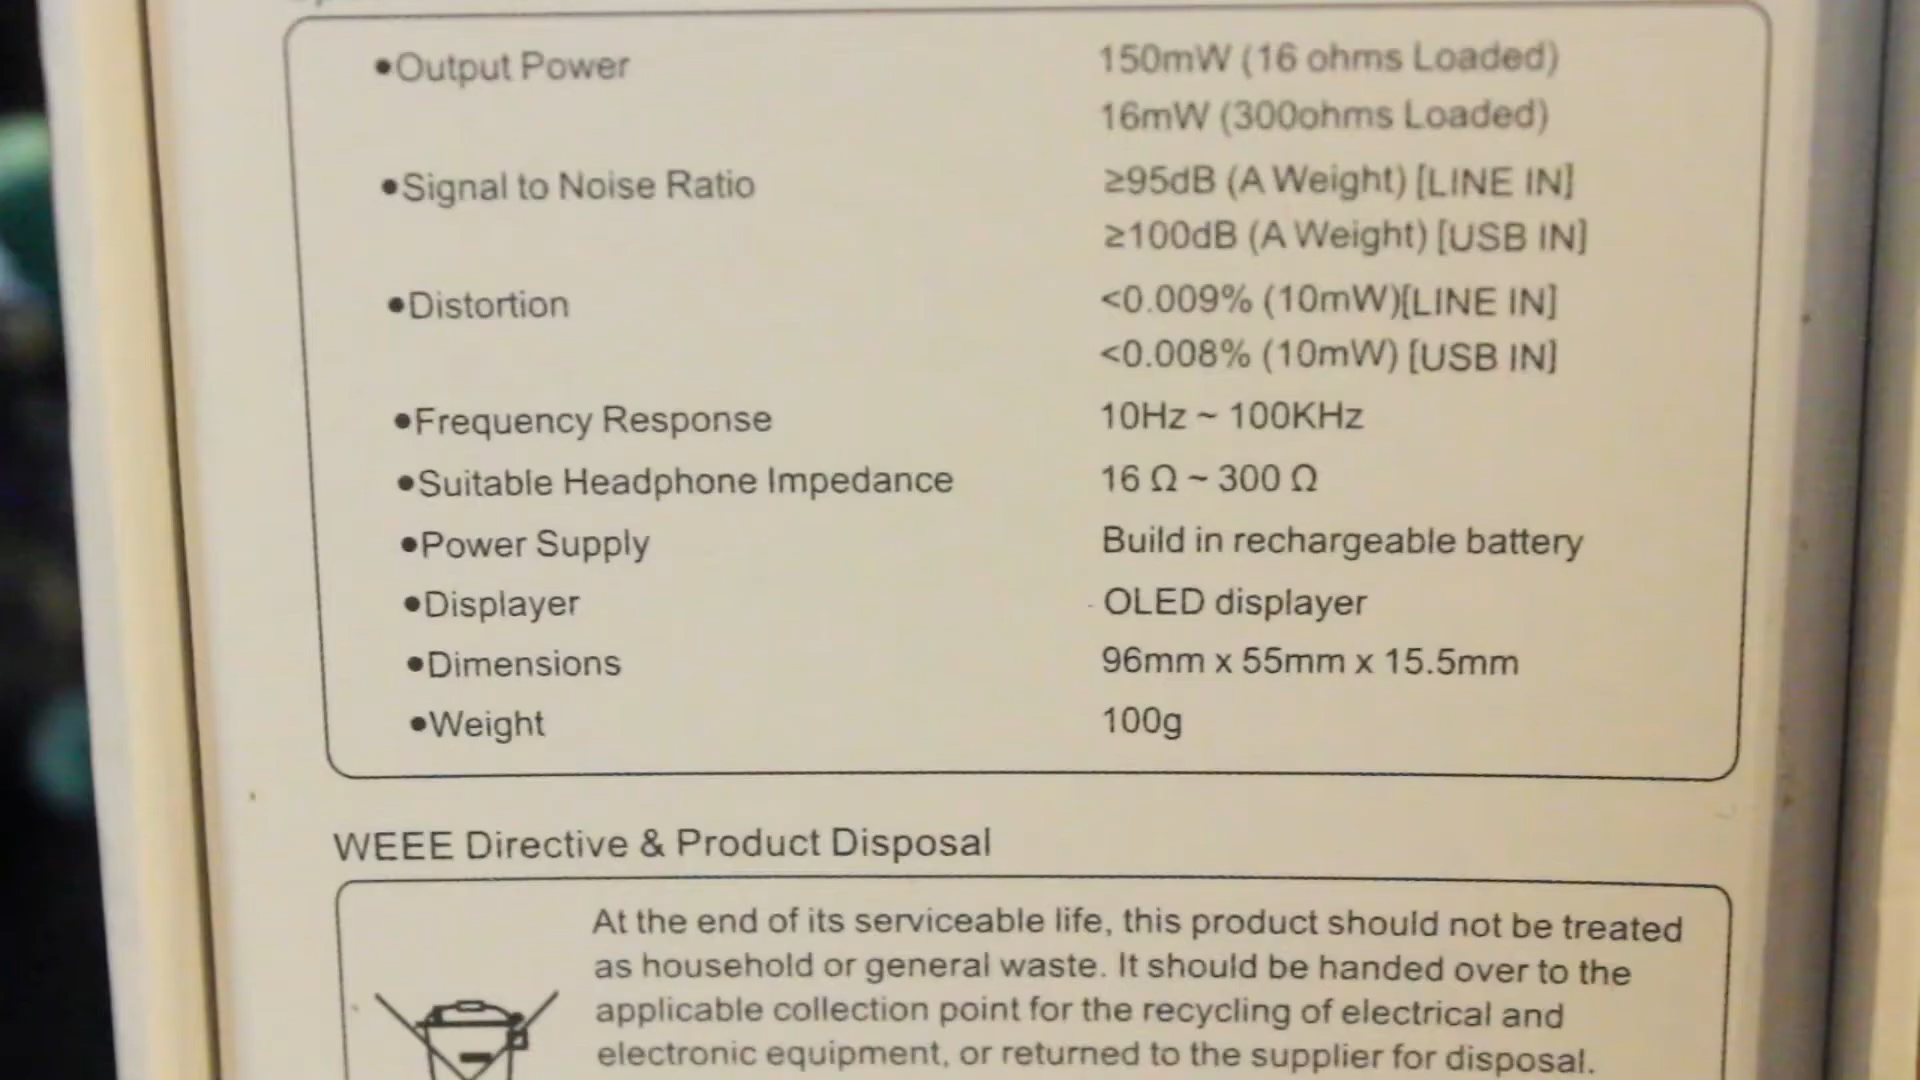 •Output Power 150mW (16 ohms Loaded)
16mW (300ohms Loaded)
•Signal to Noise Ratio ≥95dB (A Weight) [LINE IN]
≥100dB (A Weight) [USB IN]
•Distortion <0.009% (10mW)[LINE IN]
<0.008% (10mW) [USB IN]
•Frequency Response 10Hz ~ 100KHz
•Suitable Headphone Impedance 16 Ω ~ 300 Ω
•Power Supply Build in rechargeable battery
•Displayer OLED displayer
•Dimensions 96mm x 55mm x 15.5mm
•Weight 100g
WEEE Directive & Product Disposal
At the end of its serviceable life, this product should not be treated
as household or general waste. It should be handed over to the
applicable collection point for the recycling of electrical and
electronic equipment, or returned to the supplier for disposal.